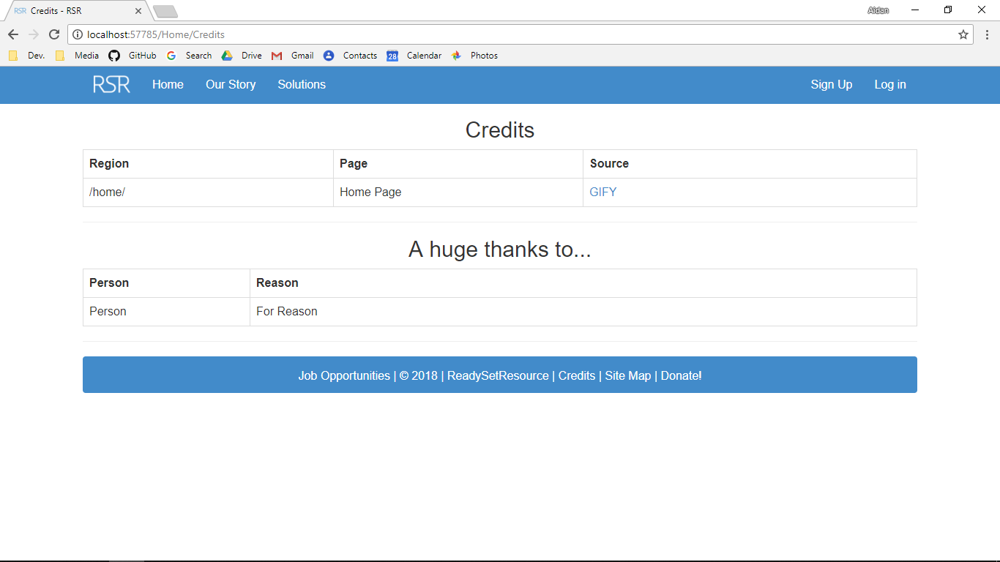 RSR Credits - RSR
Aidan
localhost:57785/Home/Credits
Dev. Media GitHub Search Drive Gmail Contacts 28 Calendar Photos
RSR Home Our Story Solutions Sign Up Log in
Credits
Region Page Source
/home/ Home Page GIFY
A huge thanks to...
Person Reason
Person For Reason
Job Opportunities | © 2018 | ReadySetResource | Credits | Site Map | Donate!